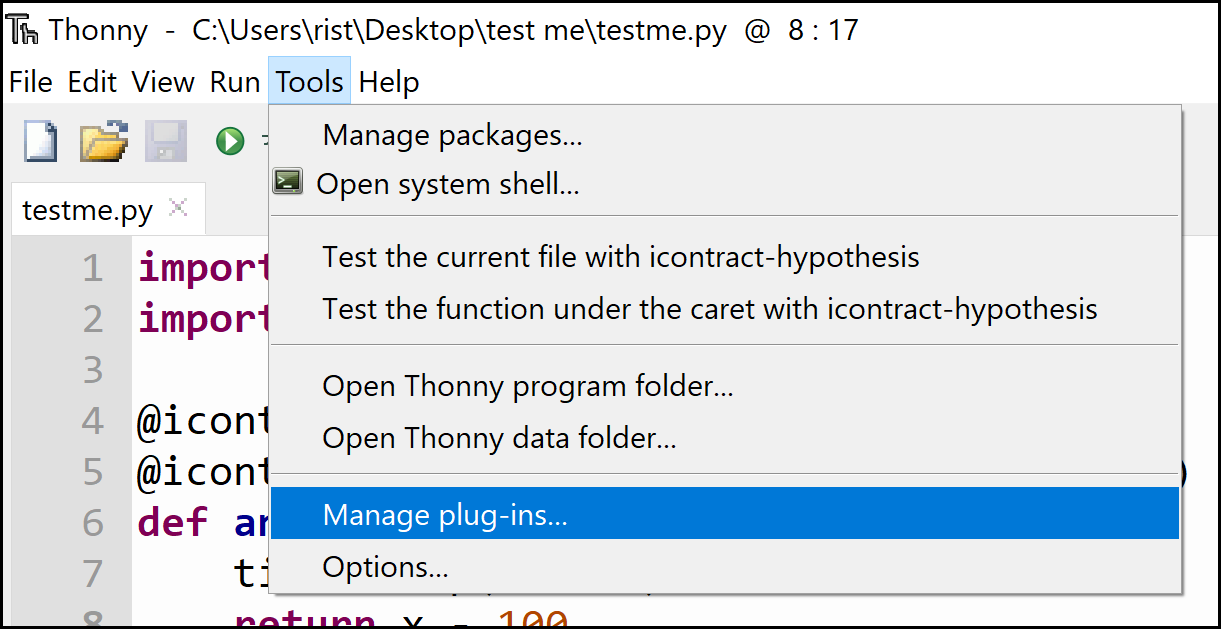 Thonny - C:\Users\rist\Desktop\test me\testme.py @ 8 : 17
File Edit View Run Tools Help
Manage packages...
Open system shell...
testme.py
Test the current file with icontract-hypothesis
Test the function under the caret with icontract-hypothesis
Open Thonny program folder...
Open Thonny data folder...
Manage plug-ins...
Options...
1 import
2 import
3
4 @icont
5 @icont )
6 def
7
8 return x - 100